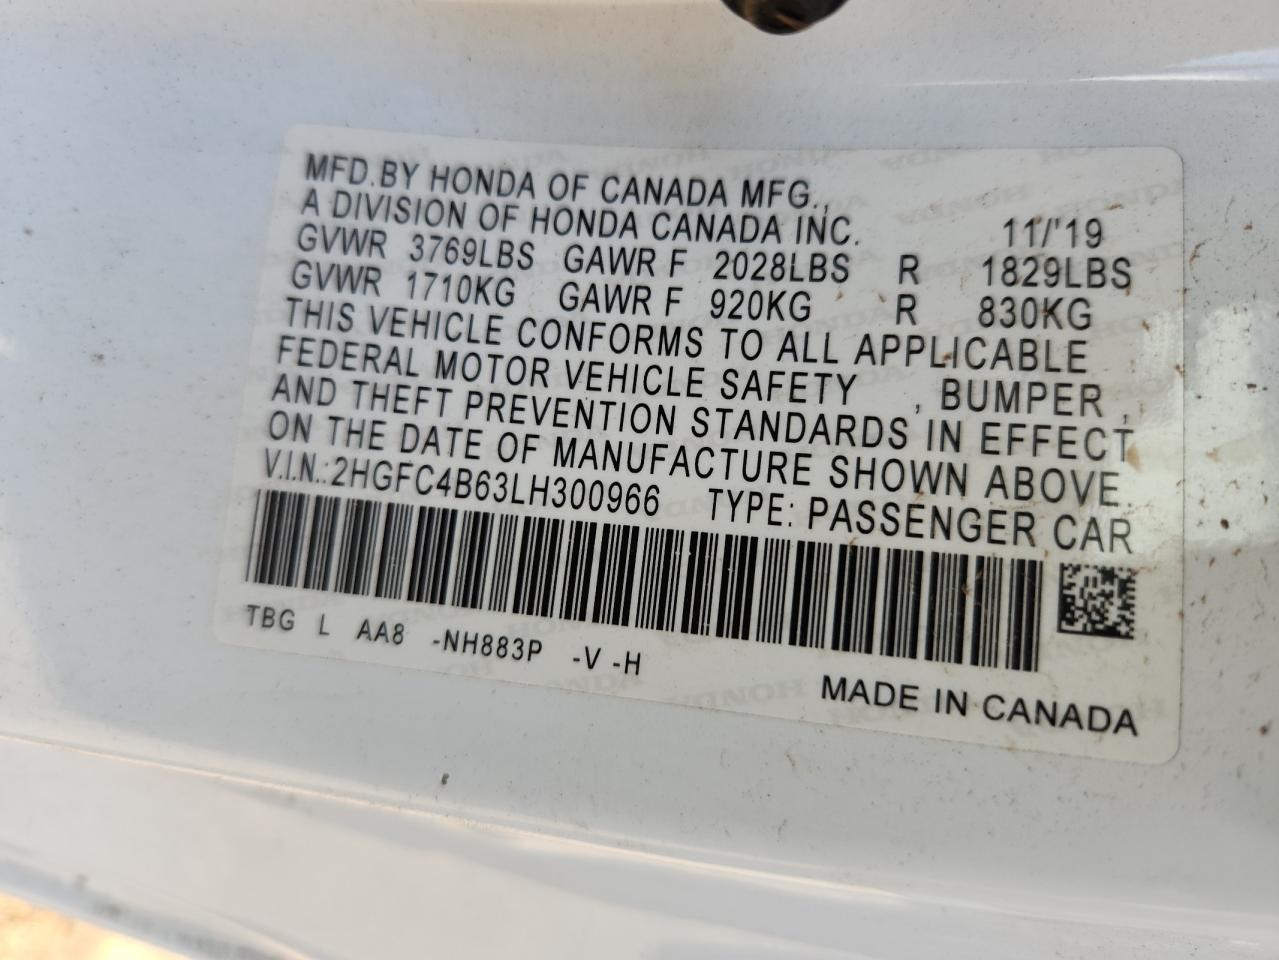 MFD.BY HONDA OF CANADA MFG.,
A DIVISION OF HONDA CANADA INC. 11/'19
GVWR 3769LBS GAWR F 2028LBS R 1829LBS
GVWR 1710KG GAWR F 920KG R 830KG
THIS VEHICLE CONFORMS TO ALL APPLICABLE
FEDERAL MOTOR VEHICLE SAFETY , BUMPER ,
AND THEFT PREVENTION STANDARDS IN EFFECT
ON THE DATE OF MANUFACTURE SHOWN ABOVE.
V.I.N.:2HGFC4B63LH300966 TYPE: PASSENGER CAR
TBG L AA8 -NH883P -V -H
MADE IN CANADA